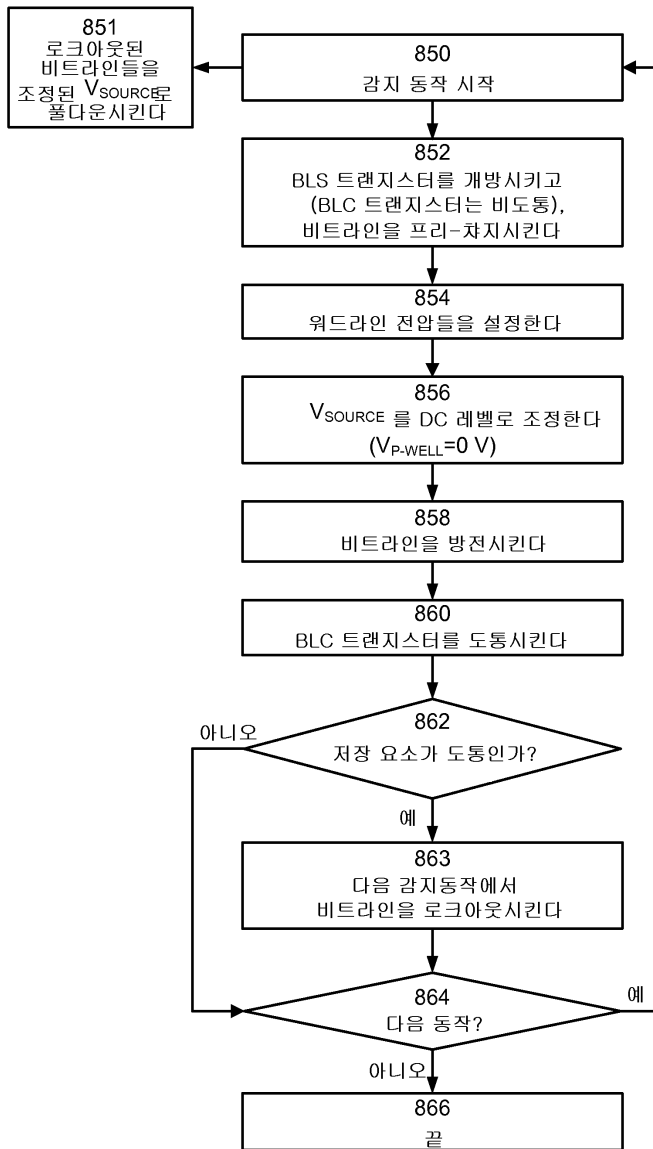 851
로크아웃된
비트라인들을
조정된 VSOURCE로
풀다운시킨다
850
감지 동작 시작
852
BLS 트랜지스터를 개방시키고
(BLC 트랜지스터는 비도통),
비트라인을 프리-챠지시킨다
854
워드라인 전압들을 설정한다
856
VSOURCE 를 DC 레벨로 조정한다
(VP-WELL=0 V)
858
비트라인을 방전시킨다
860
BLC 트랜지스터를 도통시킨다
862
저장 요소가 도통인가?
아니오
예
863
다음 감지동작에서
비트라인을 로크아웃시킨다
864
다음 동작?
예
아니오
866
끝